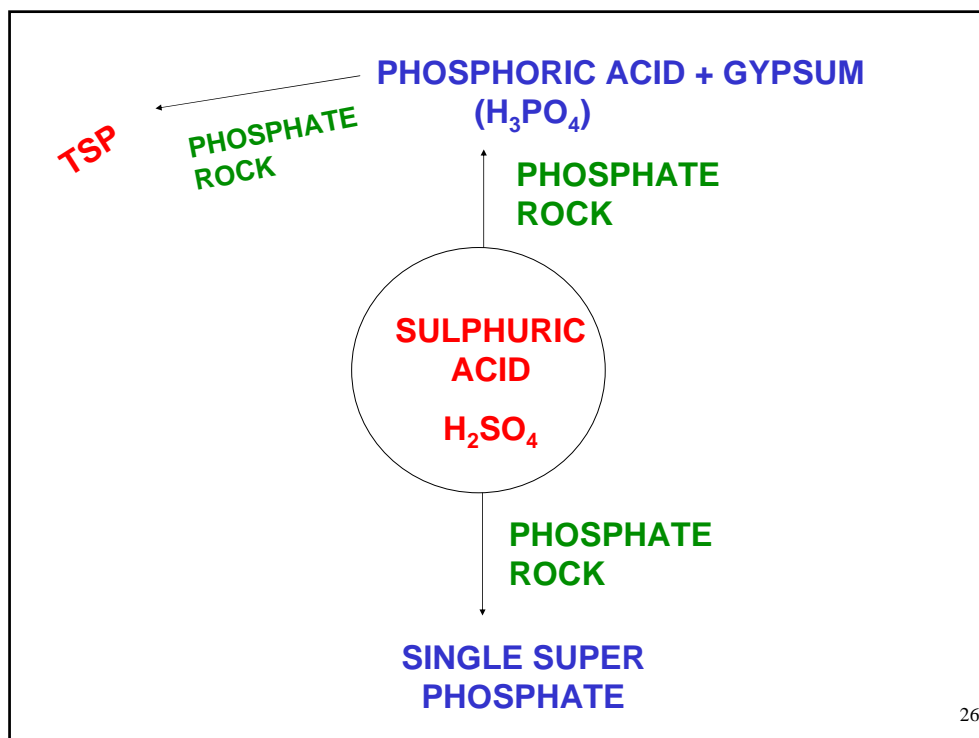 PHOSPHORIC ACID + GYPSUM
(H₃PO₄)
TSP
PHOSPHATE
ROCK
PHOSPHATE
ROCK
SULPHURIC
ACID
H₂SO₄
PHOSPHATE
ROCK
SINGLE SUPER
PHOSPHATE
26